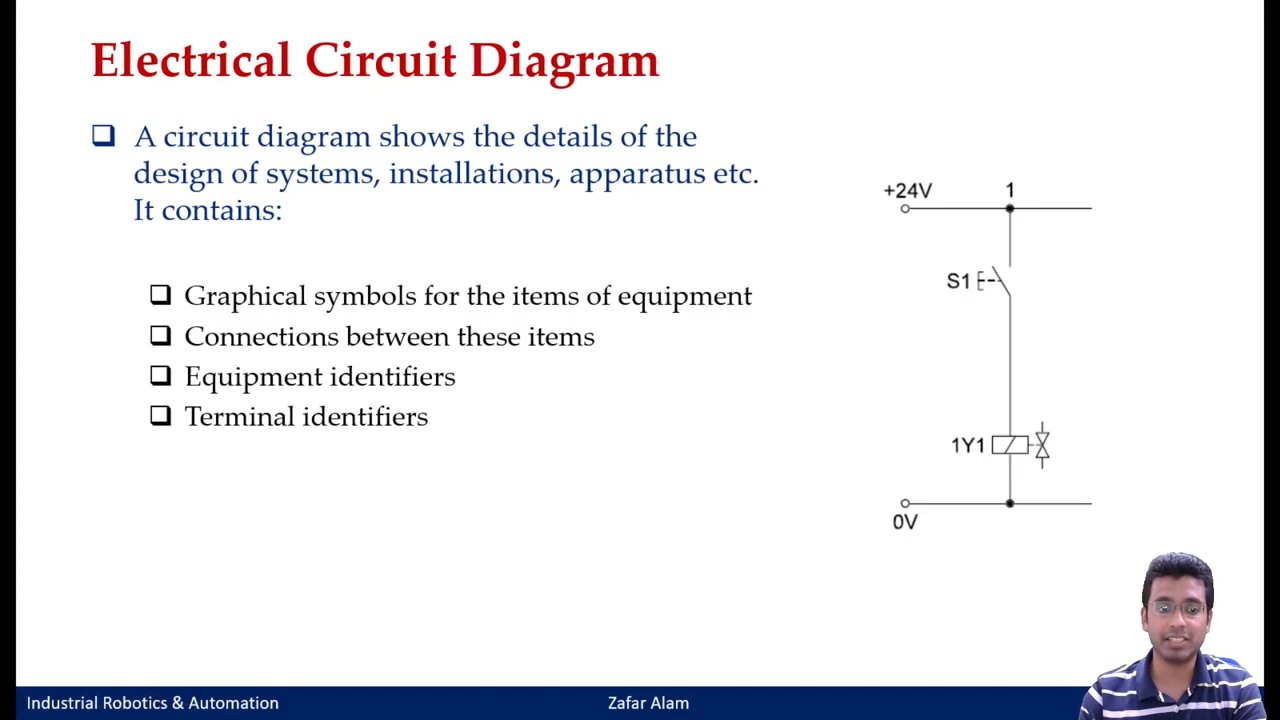 Electrical Circuit Diagram
A circuit diagram shows the details of the
design of systems, installations, apparatus etc.
It contains:
Graphical symbols for the items of equipment
Connections between these items
Equipment identifiers
Terminal identifiers
+24V 1
S1
1Y1
0V
Industrial Robotics & Automation Zafar Alam